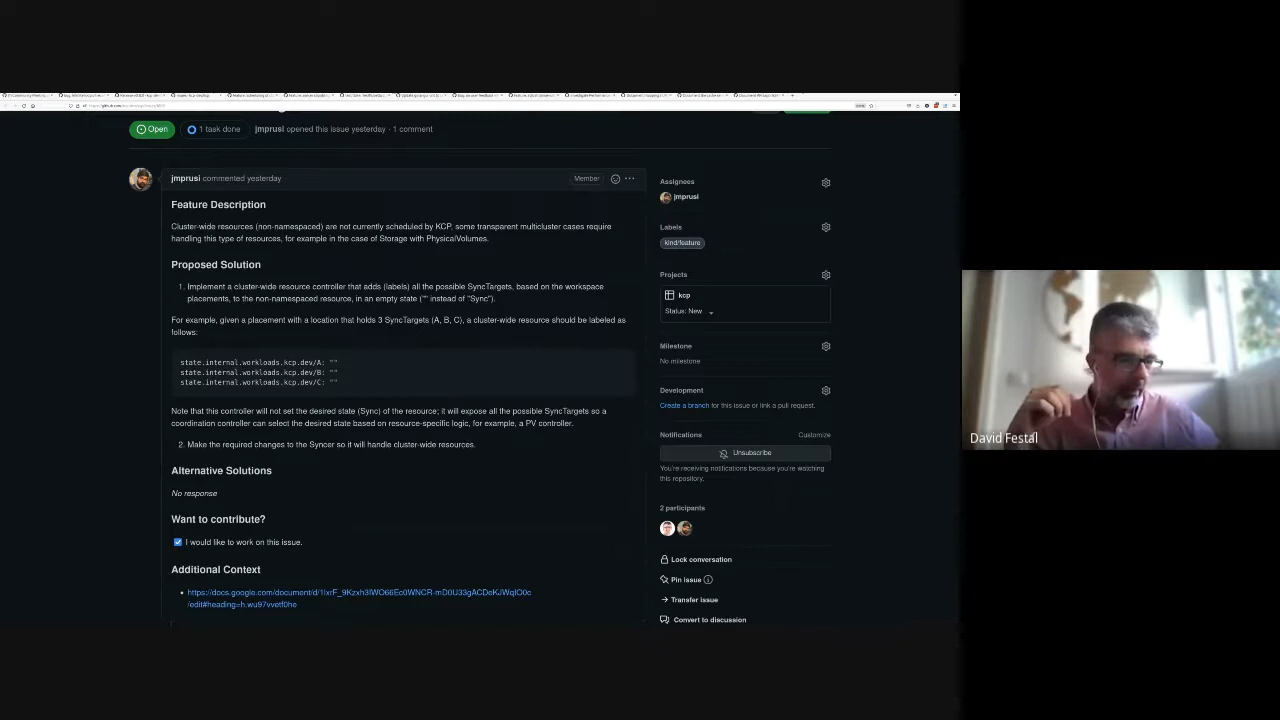 Open
1 task done
jmprusi opened this issue yesterday · 1 comment
jmprusi commented yesterday
Member
Feature Description
Cluster-wide resources (non-namespaced) are not currently scheduled by KCP, some transparent multicluster cases require
handling this type of resources, for example in the case of Storage with PhysicalVolumes.
Proposed Solution
1. Implement a cluster-wide resource controller that adds (labels) all the possible SyncTargets, based on the workspace
placements, to the non-namespaced resource, in an empty state ("" instead of "Sync").
For example, given a placement with a location that holds 3 SyncTargets (A, B, C), a cluster-wide resource should be labeled as
follows:
state.internal.workloads.kcp.dev/A: ""
state.internal.workloads.kcp.dev/B: ""
state.internal.workloads.kcp.dev/C: ""
Note that this controller will not set the desired state (Sync) of the resource; it will expose all the possible SyncTargets so a
coordination controller can select the desired state based on resource-specific logic, for example, a PV controller.
2. Make the required changes to the Syncer so it will handle cluster-wide resources.
Alternative Solutions
No response
Want to contribute?
I would like to work on this issue.
Additional Context
Assignees
jmprusi
Labels
kind/feature
Projects
kcp
Status: New
Milestone
No milestone
Development
Create a branch for this issue or link a pull request.
Notifications
Customize
Unsubscribe
You're receiving notifications because you're watching
this repository.
2 participants
Lock conversation
Pin issue
Transfer issue
Convert to discussion
David Festal